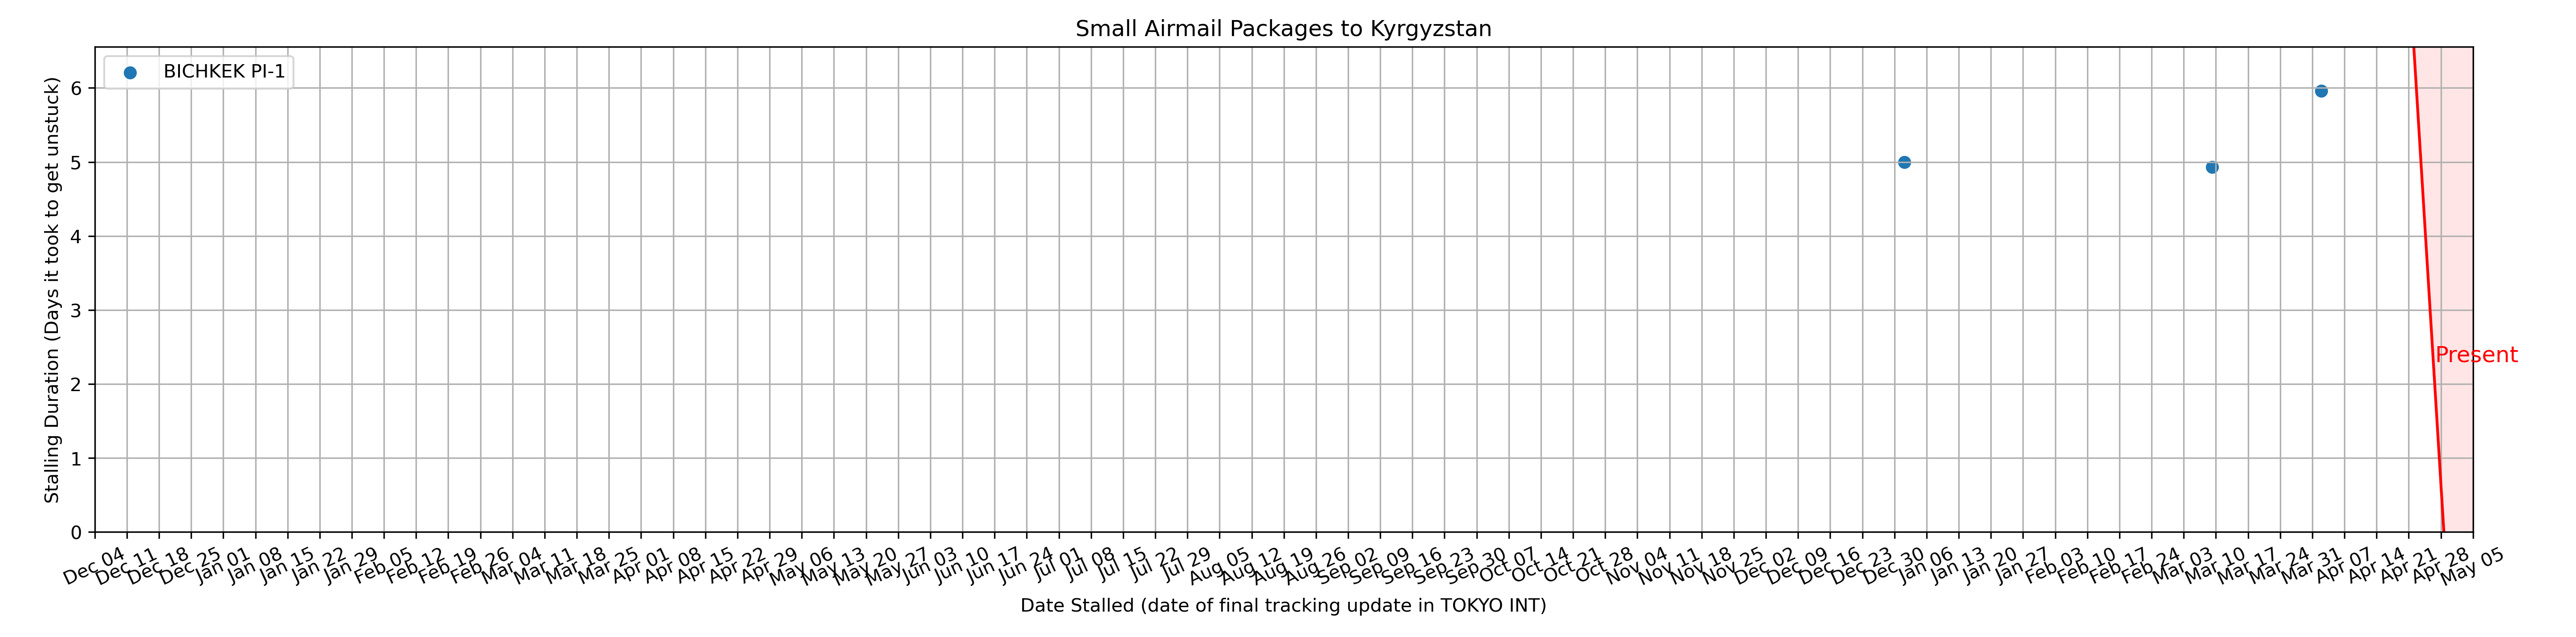 Small Airmail Packages to Kyrgyzstan
BICHKEK PI-1
Stalling Duration (Days it took to get unstuck)
6
5
4
3
2
1
0
Present
Dec 04
Dec 11
Dec 18
Dec 25
Jan 01
Jan 08
Jan 15
Jan 22
Jan 29
Feb 05
Feb 12
Feb 19
Feb 26
Mar 04
Mar 11
Mar 18
Mar 25
Apr 01
Apr 08
Apr 15
Apr 22
Apr 29
May 06
May 13
May 20
May 27
Jun 03
Jun 10
Jun 17
Jun 24
Jul 01
Jul 08
Jul 15
Jul 22
Jul 29
Aug 05
Aug 12
Aug 19
Aug 26
Sep 02
Sep 09
Sep 16
Sep 23
Sep 30
Oct 07
Oct 14
Oct 21
Oct 28
Nov 04
Nov 11
Nov 18
Nov 25
Dec 02
Dec 09
Dec 16
Dec 23
Dec 30
Jan 06
Jan 13
Jan 20
Jan 27
Feb 03
Feb 10
Feb 17
Feb 24
Mar 03
Mar 10
Mar 17
Mar 24
Mar 31
Apr 07
Apr 14
Apr 21
Apr 28
May 05
Date Stalled (date of final tracking update in TOKYO INT)